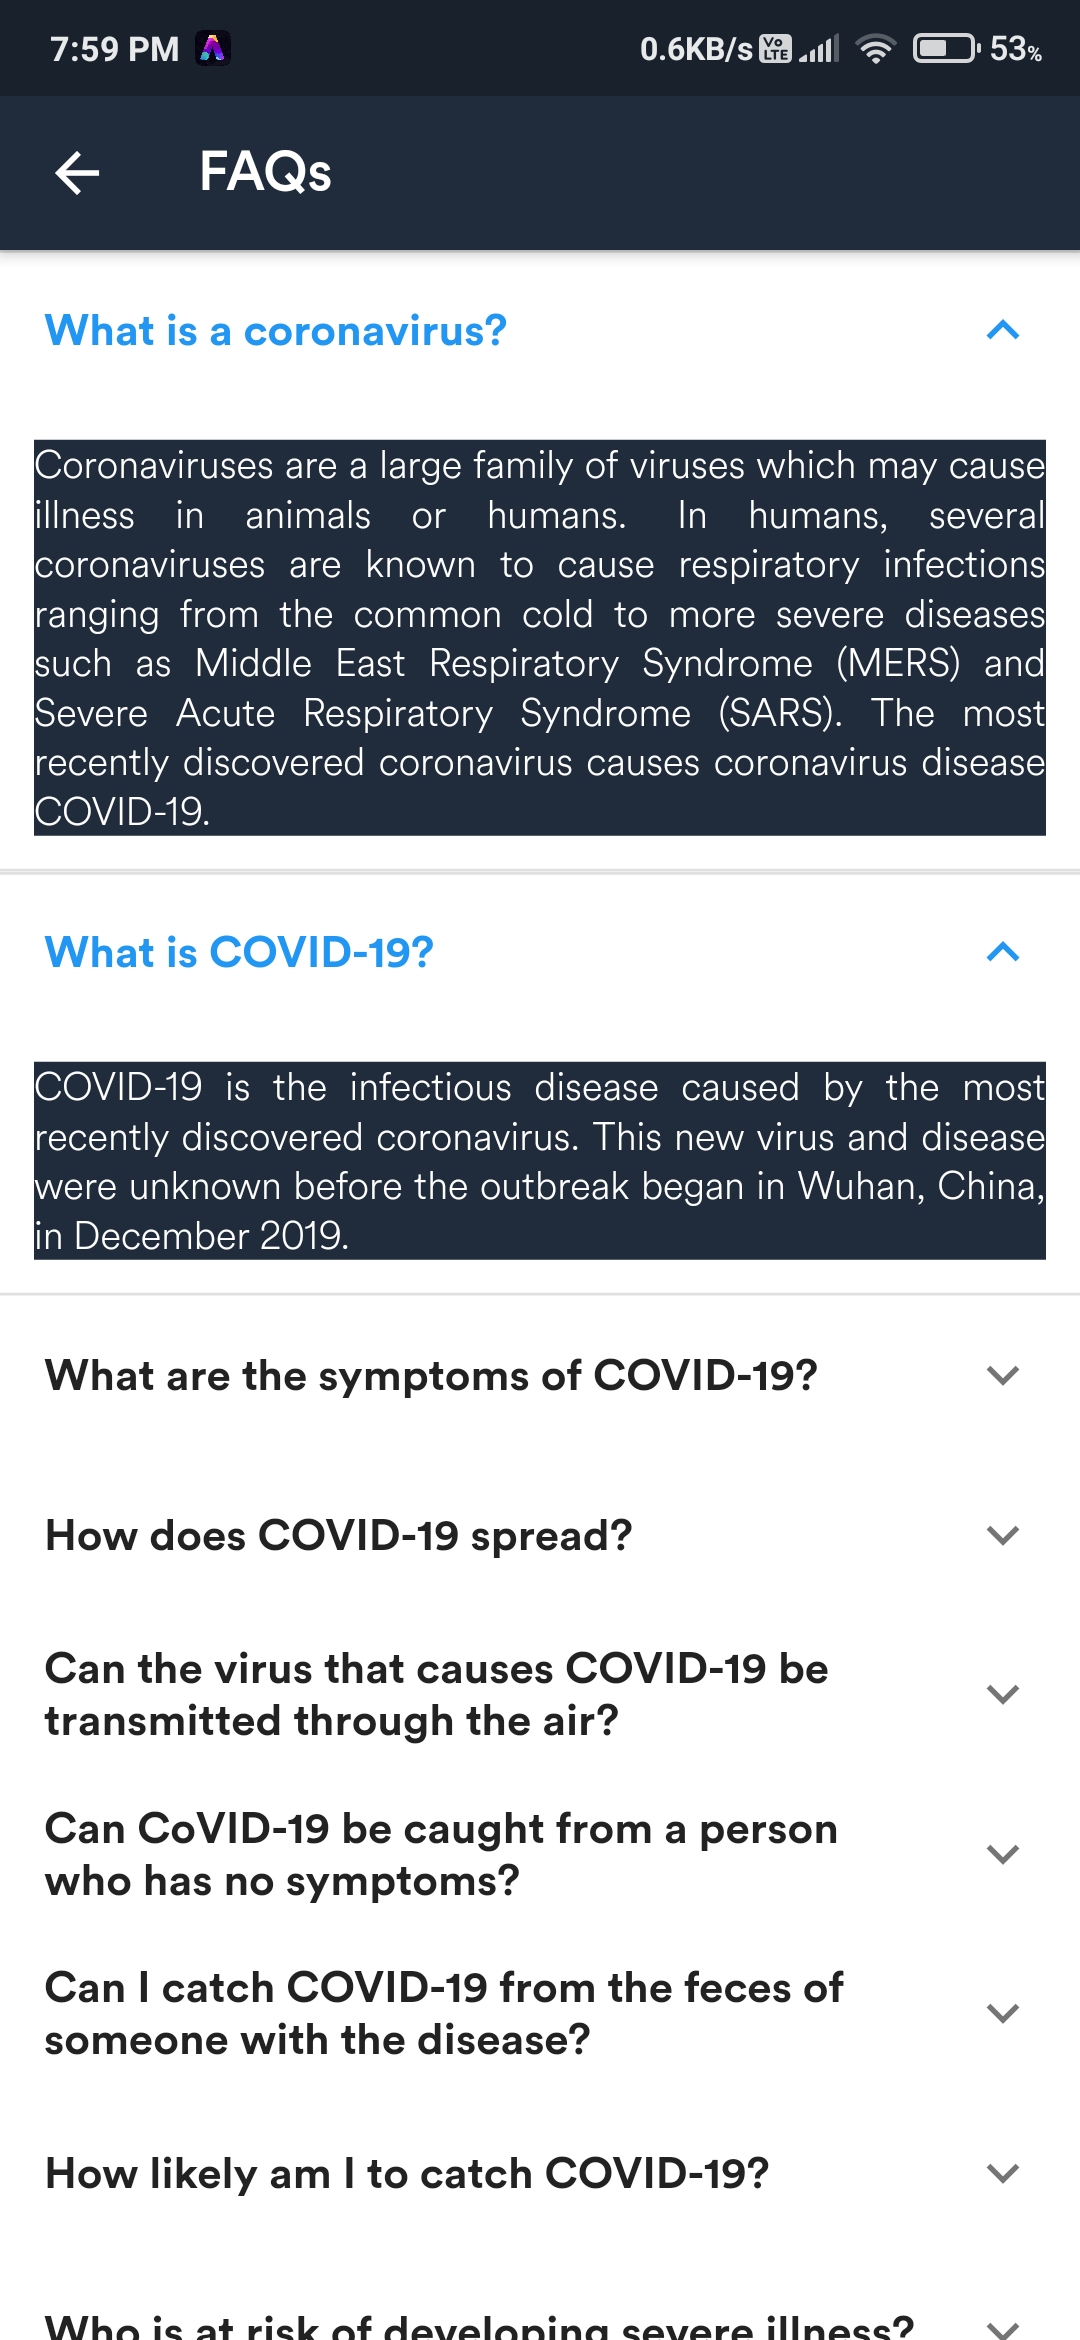 7:59 PM 0.6KB/s Vo LTE 53%
FAQs
What is a coronavirus?
Coronaviruses are a large family of viruses which may cause
illness in animals or humans. In humans, several
coronaviruses are known to cause respiratory infections
ranging from the common cold to more severe diseases
such as Middle East Respiratory Syndrome (MERS) and
Severe Acute Respiratory Syndrome (SARS). The most
recently discovered coronavirus causes coronavirus disease
COVID-19.
What is COVID-19?
COVID-19 is the infectious disease caused by the most
recently discovered coronavirus. This new virus and disease
were unknown before the outbreak began in Wuhan, China,
in December 2019.
What are the symptoms of COVID-19?
How does COVID-19 spread?
Can the virus that causes COVID-19 be
transmitted through the air?
Can CoVID-19 be caught from a person
who has no symptoms?
Can I catch COVID-19 from the feces of
someone with the disease?
How likely am I to catch COVID-19?
Who is at risk of developing severe illness?